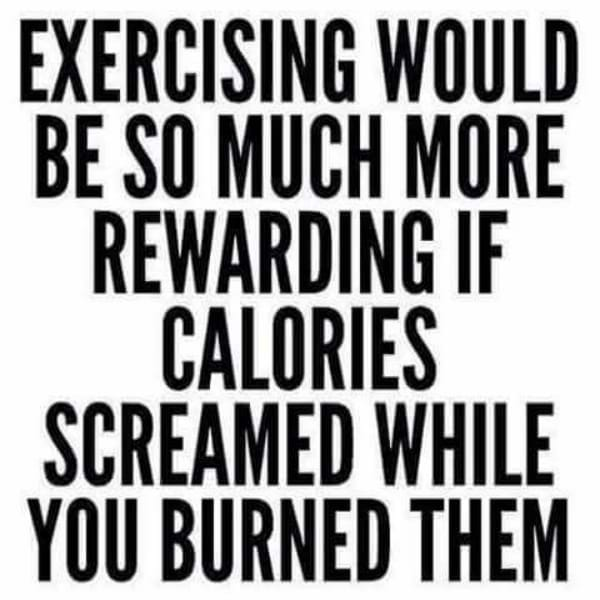 EXERCISING WOULD
BE SO MUCH MORE
REWARDING IF
CALORIES
SCREAMED WHILE
YOU BURNED THEM